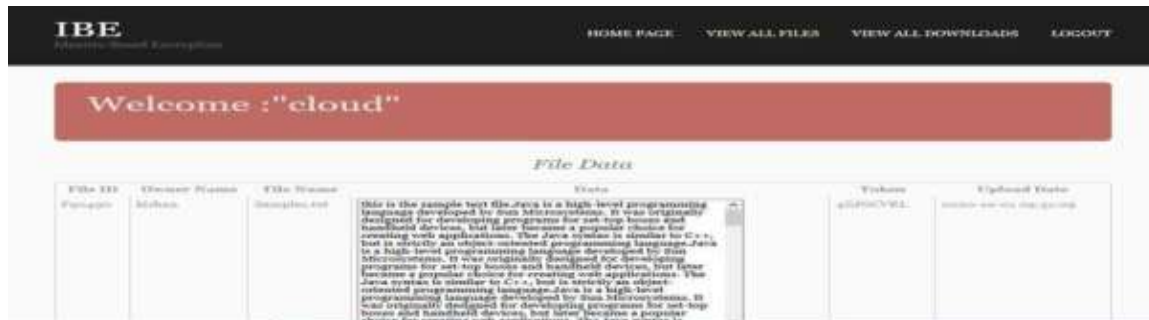 IBE
Identity Based Encryption
HOME PAGE VIEW ALL FILES VIEW ALL DOWNLOADS LOGOUT
Welcome :"cloud"
File Data
File ID Owner Name File Name Data Token Upload Date
this is the sample text file.Java is a high-level programming
language developed by Sun Microsystems. It was originally
designed for developing programs for set-top boxes and
handheld devices, but later became a popular choice for
creating web applications. The Java syntax is similar to C++,
but is strictly an object-oriented programming language.Java
is a high-level programming language developed by Sun
Microsystems. It was originally designed for developing
programs for set-top boxes and handheld devices, but later
became a popular choice for creating web applications. The
Java syntax is similar to C++, but is strictly an object-
oriented programming language.Java is a high-level
programming language developed by Sun Microsystems. It
was originally designed for developing programs for set-top
boxes and handheld devices, but later became a popular